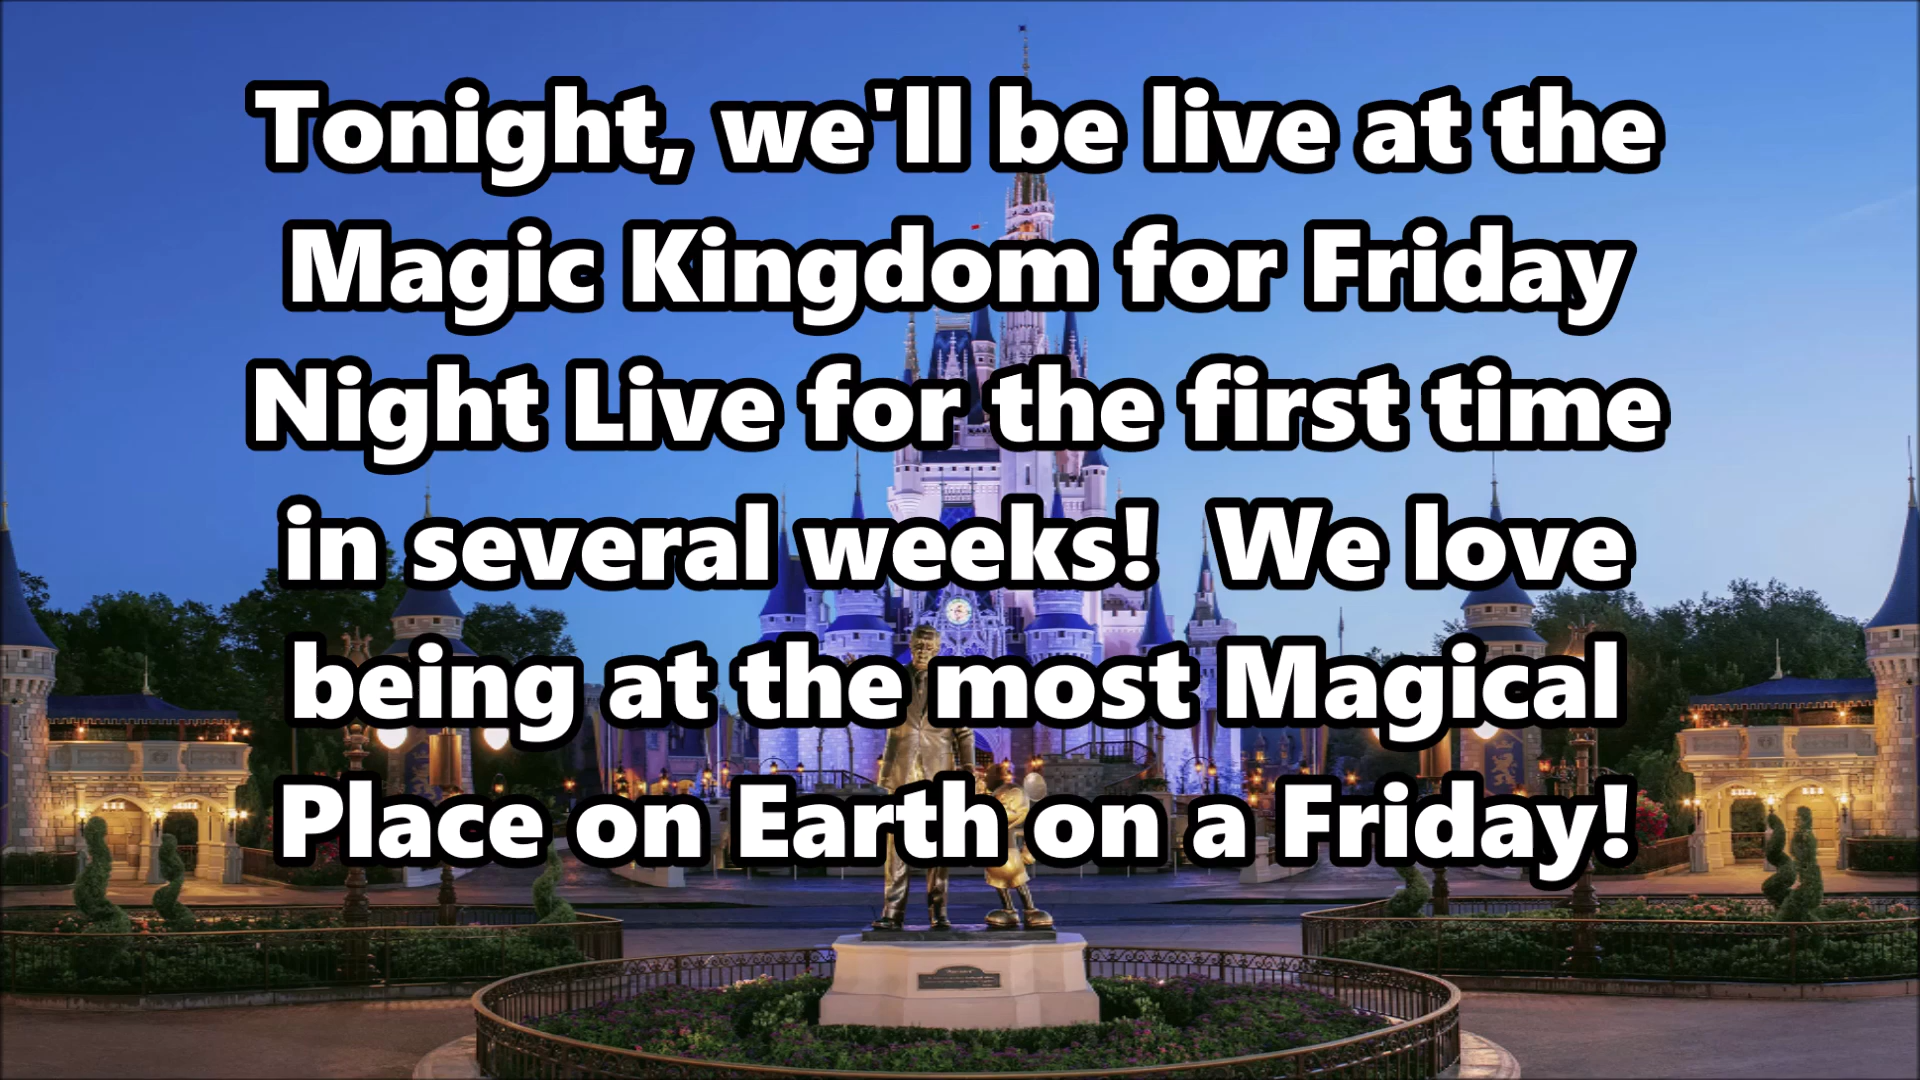 Tonight, we'll be live at the
Magic Kingdom for Friday
Night Live for the first time
in several weeks!  We love
being at the most Magical
Place on Earth on a Friday!